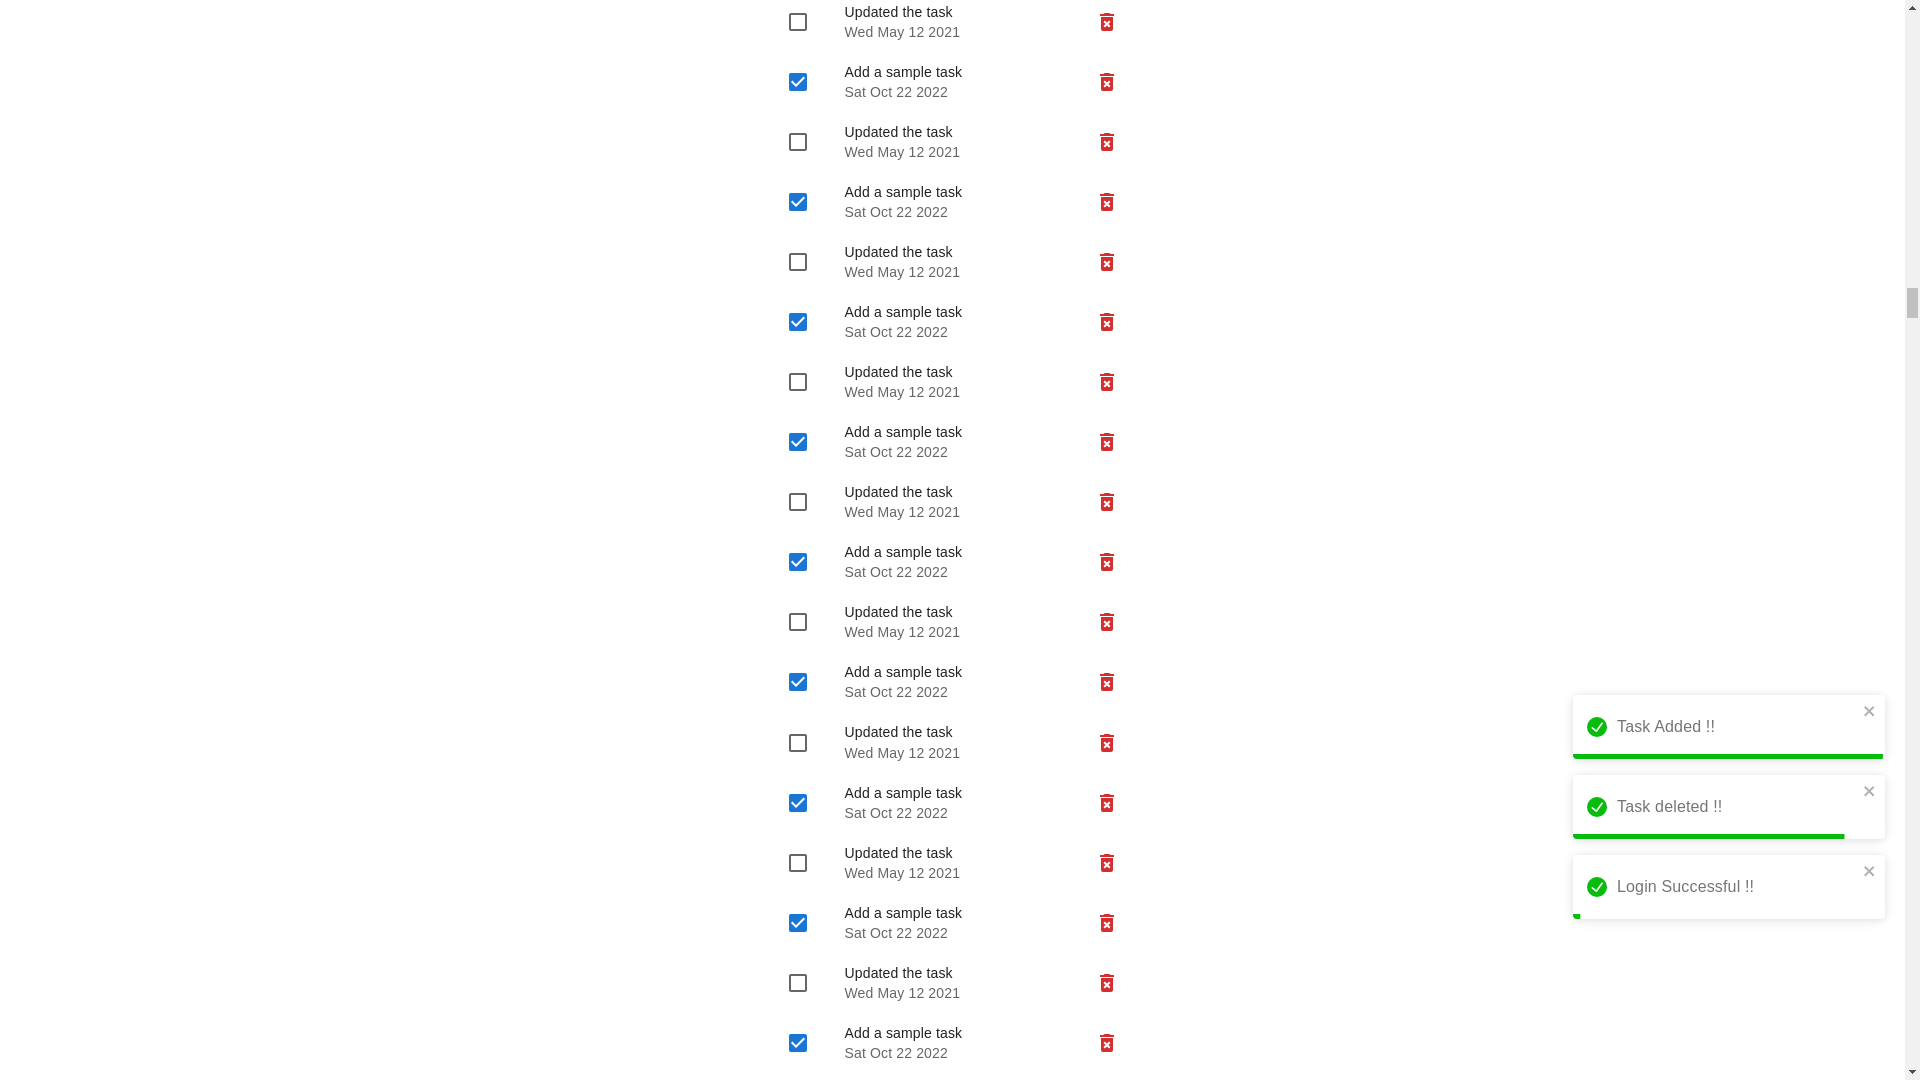 Updated the task
Wed May 12 2021
Add a sample task
Sat Oct 22 2022
Updated the task
Wed May 12 2021
Add a sample task
Sat Oct 22 2022
Updated the task
Wed May 12 2021
Add a sample task
Sat Oct 22 2022
Updated the task
Wed May 12 2021
Add a sample task
Sat Oct 22 2022
Updated the task
Wed May 12 2021
Add a sample task
Sat Oct 22 2022
Updated the task
Wed May 12 2021
Add a sample task
Sat Oct 22 2022
Updated the task
Wed May 12 2021
Add a sample task
Sat Oct 22 2022
Updated the task
Wed May 12 2021
Add a sample task
Sat Oct 22 2022
Updated the task
Wed May 12 2021
Add a sample task
Sat Oct 22 2022
Task Added !!
Task deleted !!
Login Successful !!